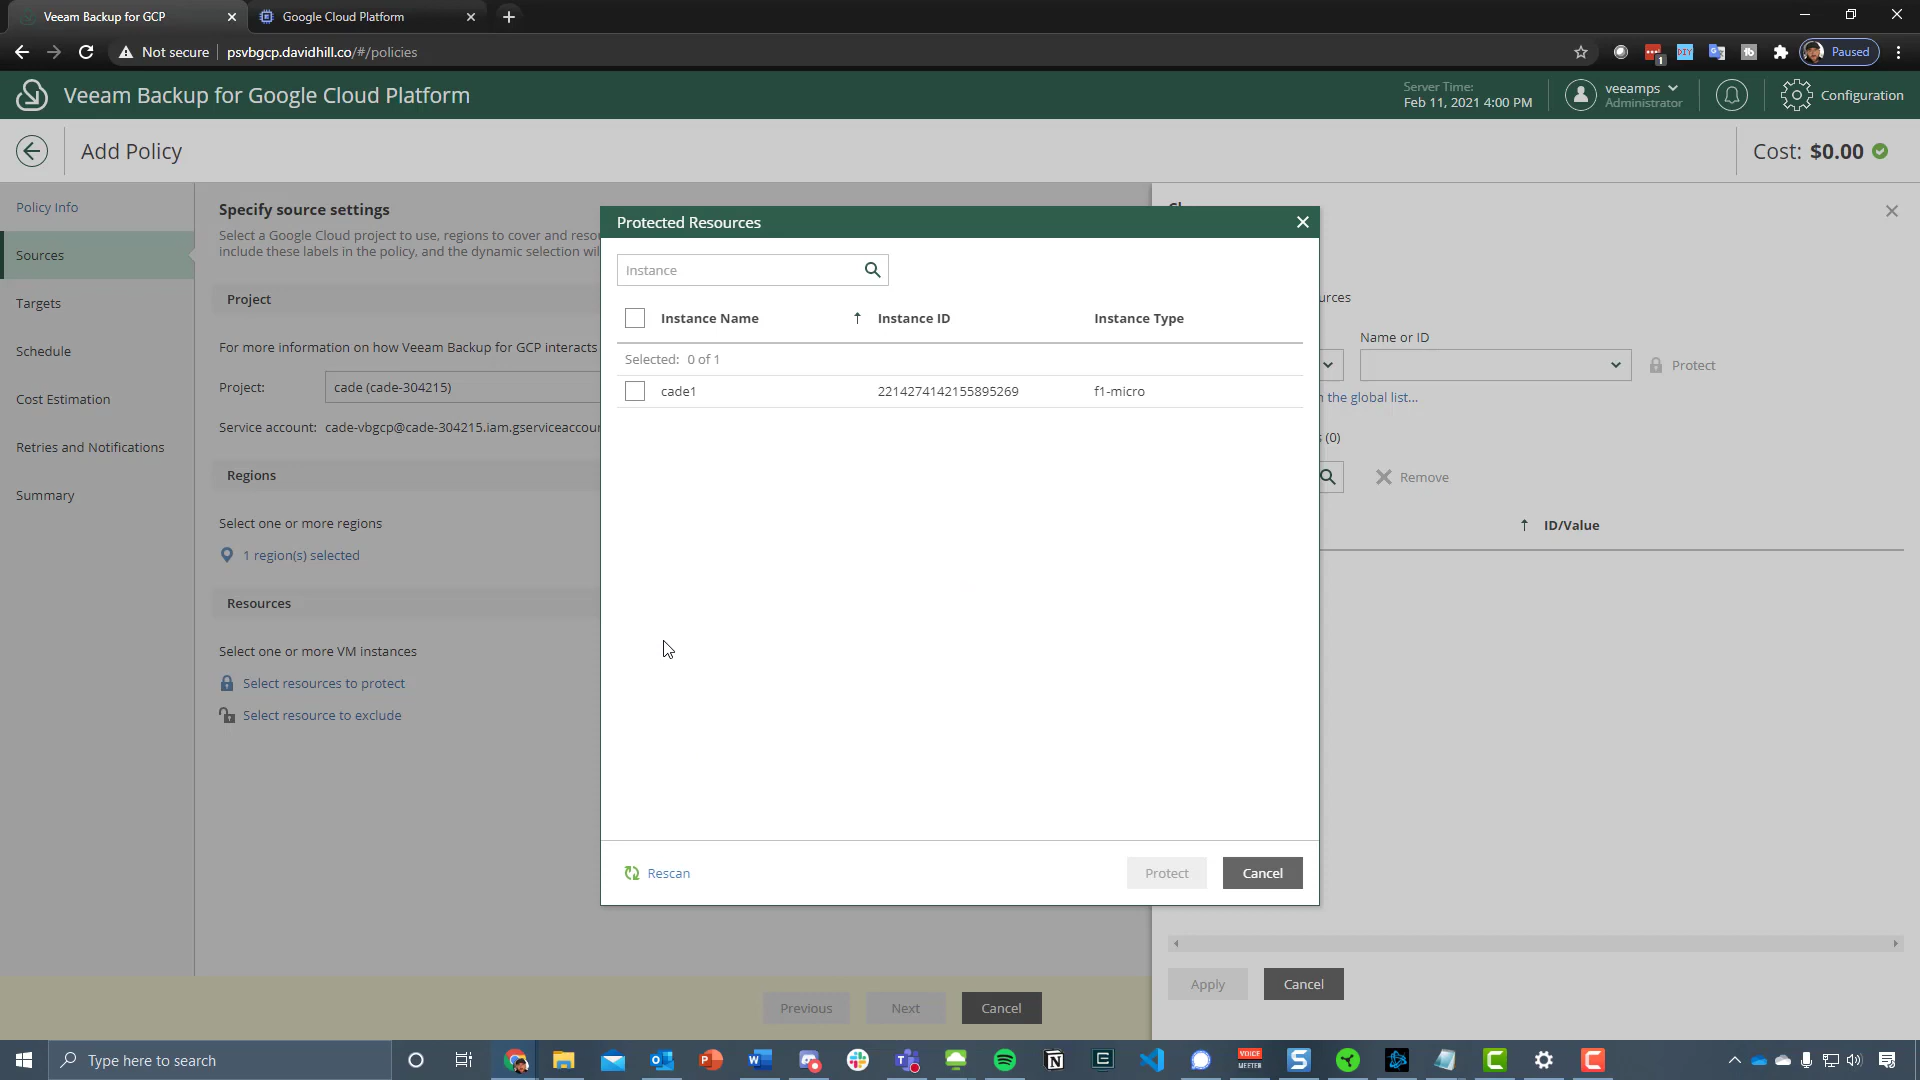 Veeam Backup for GCP
Google Cloud Platform
Not secure
psvbgcp.davidhill.co/#/policies
1
DIY
Paused
Veeam Backup for Google Cloud Platform
Server Time:
Feb 11, 2021 4:00 PM
veeamps
Administrator
Configuration
Add Policy
Cost: $0.00
Policy Info
Sources
Targets
Schedule
Cost Estimation
Retries and Notifications
Summary
Specify source settings
Select a Google Cloud project to use, regions to cover and
include these labels in the policy, and the dynamic selection
Project
For more information on how Veeam Backup for GCP interacts
Project: cade (cade-304215)
Service account: cade-vbgcp@cade-304215.iam.gserviceaccou
Regions
Select one or more regions
1 region(s) selected
Resources
Select one or more VM instances
Select resources to protect
Select resource to exclude
Protected Resources
Instance
Instance Name Instance ID Instance Type
Selected: 0 of 1
cade1 2214274142155895269 f1-micro
Rescan
Protect
Cancel
urces
Name or ID
Protect
the global list...
(0)
Remove
ID/Value
Apply
Cancel
Previous
Next
Cancel
Type here to search
VOICE
MEETER